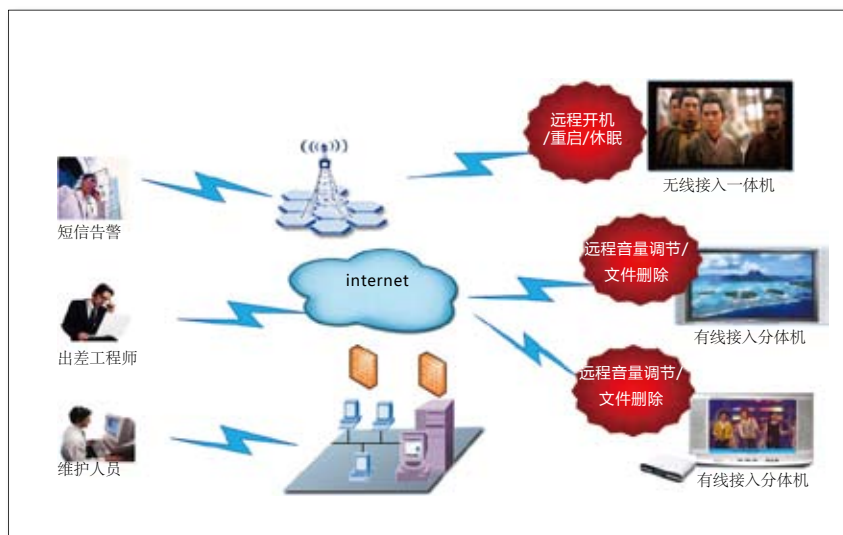 远程开机
/重启/休眠
无线接入一体机
短信告警
远程音量调节/
文件删除
internet
有线接入分体机
出差工程师
远程音量调节/
文件删除
维护人员
有线接入分体机